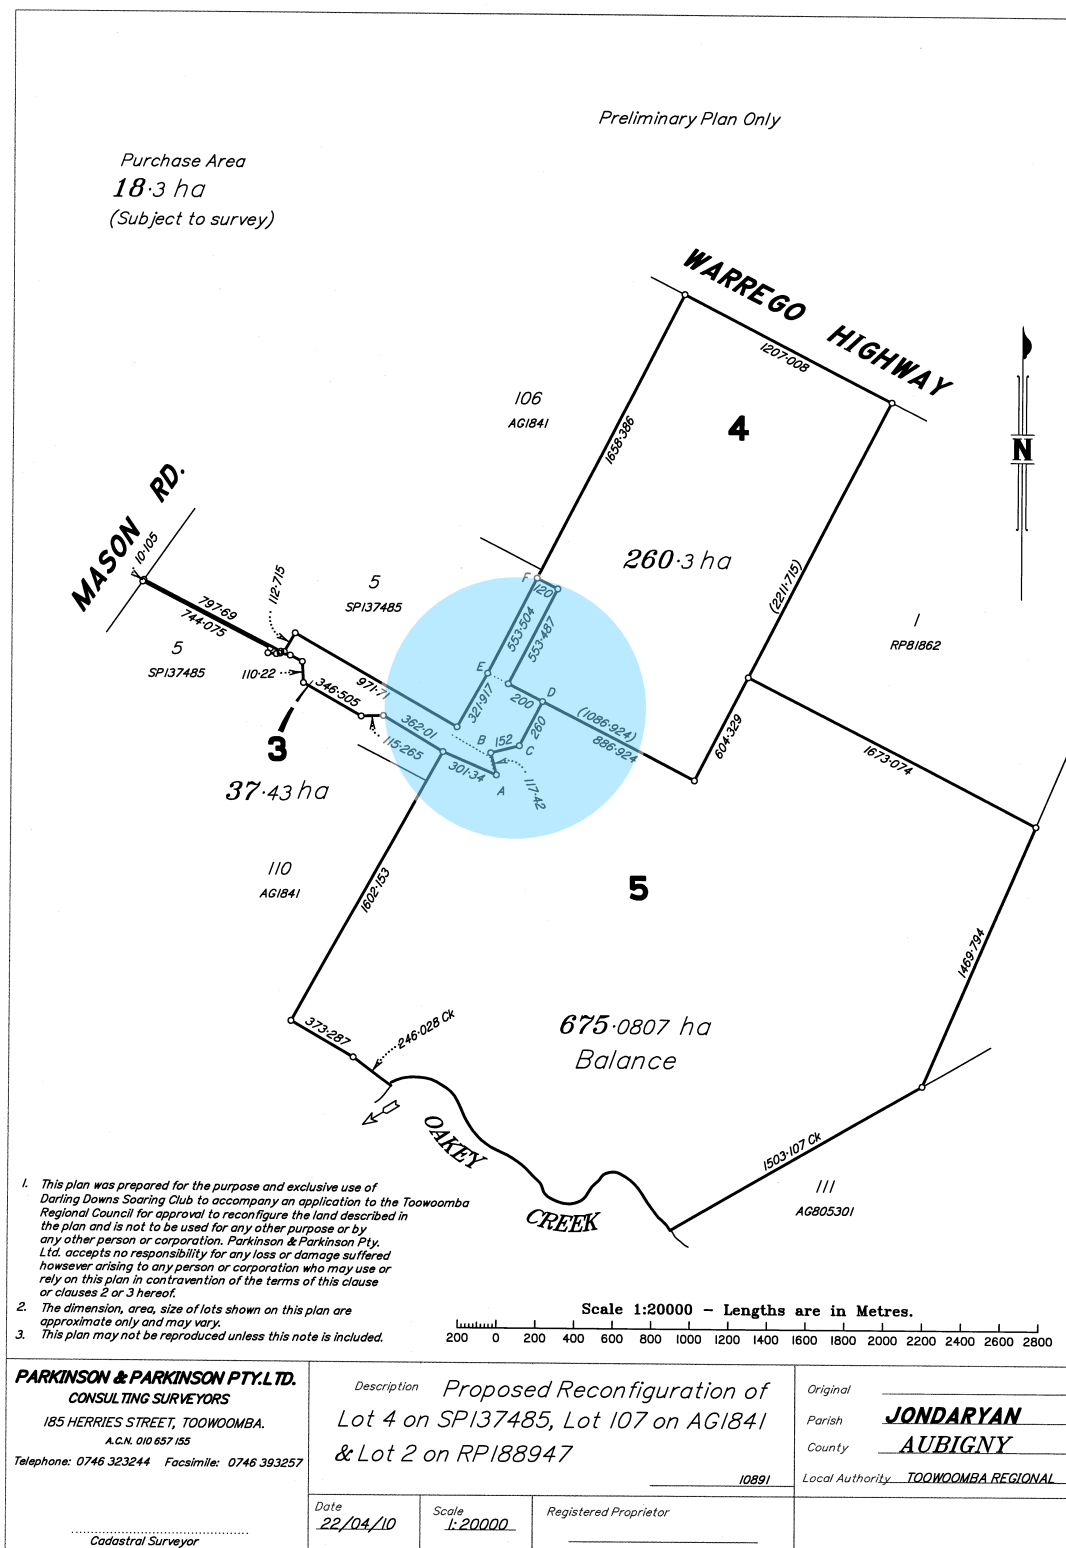 Preliminary Plan Only
Purchase Area
18·3 ha
(Subject to survey)
WARREGO HIGHWAY
1207·008
106
AG1841
4
1658·386
N
MASON RD.
10·105
260·3 ha
(2211·715)
797·69
744·075
112·715
5
SP137485
F
120
553·504
553·487
1
RP81862
5
SP137485
110·22
346·505
971·71
E
321·917
200
D
(1086·924)
886·924
604·329
1673·074
3
362·01
115·265
B
152
C
260
301·34
A
117·42
37·43 ha
110
AG1841
1602·153
5
1469·794
675·0807 ha
Balance
373·287
246·028 Ck
OAKEY
CREEK
1503·107 Ck
111
AG805301
1. This plan was prepared for the purpose and exclusive use of
Darling Downs Soaring Club to accompany an application to the Toowoomba
Regional Council for approval to reconfigure the land described in
the plan and is not to be used for any other purpose or by
any other person or corporation. Parkinson & Parkinson Pty.
Ltd. accepts no responsibility for any loss or damage suffered
howsever arising to any person or corporation who may use or
rely on this plan in contravention of the terms of this clause
or clauses 2 or 3 hereof.
2. The dimension, area, size of lots shown on this plan are
approximate only and may vary.
3. This plan may not be reproduced unless this note is included.
Scale 1:20000 - Lengths are in Metres.
200 0 200 400 600 800 1000 1200 1400 1600 1800 2000 2200 2400 2600 2800
PARKINSON & PARKINSON PTY.LTD.
CONSULTING SURVEYORS
185 HERRIES STREET, TOOWOOMBA.
A.C.N. 010 657 155
Telephone: 0746 323244 Facsimile: 0746 393257
Cadastral Surveyor
Description Proposed Reconfiguration of
Lot 4 on SP137485, Lot 107 on AG1841
& Lot 2 on RP188947
10891
Date
22/04/10
Scale
1:20000
Registered Proprietor
Original
Parish JONDARYAN
County AUBIGNY
Local Authority TOOWOOMBA REGIONAL